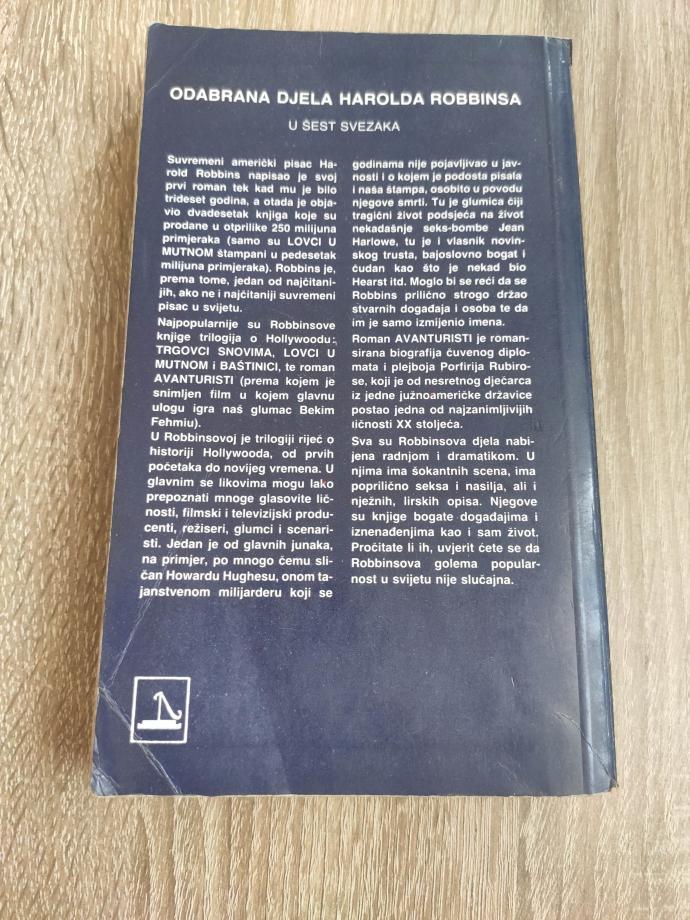 ODABRANA DJELA HAROLDA ROBBINSA
U ŠEST SVEZAKA
Suvremeni američki pisac Ha-
rold Robbins napisao je svoj
prvi roman tek kad mu je bilo
trideset godina, a otada je obja-
vio dvadesetak knjiga koje su
prodane u otprilike 250 milijuna
primjeraka (samo su LOVCI U
MUTNOM štampani u pedesetak
milijuna primjeraka). Robbins je,
prema tome, jedan od najčitani-
jih, ako ne i najčitaniji suvremeni
pisac u svijetu.
Najpopularnije su Robbinsove
knjige trilogija o Hollywoodu:
TRGOVCI SNOVIMA, LOVCI U
MUTNOM i BAŠTINICI, te roman
AVANTURISTI (prema kojem je
snimljen film u kojem glavnu
ulogu igra naš glumac Bekim
Fehmiu).
U Robbinsovoj je trilogiji riječ o
historiji Hollywooda, od prvih
početaka do novijeg vremena. U
glavnim se likovima mogu lako
prepoznati mnoge glasovite lič-
nosti, filmski i televizijski produ-
centi, režiseri, glumci i scenari-
sti. Jedan je od glavnih junaka,
na primjer, po mnogo čemu sli-
čan Howardu Hughesu, onom ta-
janstvenom milijarderu koji se
godinama nije pojavljivao u jav-
nosti i o kojem je podosta pisala
i naša štampa, osobito u povodu
njegove smrti. Tu je glumica čiji
tragični život podsjeća na život
nekadašnje seks-bombe Jean
Harlowe, tu je i vlasnik novin-
skog trusta, bajoslovno bogat i
čudan kao što je nekad bio
Hearst itd. Moglo bi se reći da se
Robbins prilično strogo držao
stvarnih događaja i osoba te da
im je samo izmijenio imena.
Roman AVANTURISTI je roman-
sirana biografija čuvenog diplo-
mata i plejboja Porfirija Rubiro-
se, koji je od nesretnog dječarca
iz jedne južnoameričke državice
postao jedna od najzanimljivijih
ličnosti XX stoljeća.
Sva su Robbinsova djela nabi-
jena radnjom i dramatikom. U
njima ima šokantnih scena, ima
poprilično seksa i nasilja, ali i
nježnih, lirskih opisa. Njegove
su knjige bogate događajima i
iznenađenjima kao i sam život.
Pročitate li ih, uvjerit ćete se da
Robbinsova golema popular-
nost u svijetu nije slučajna.